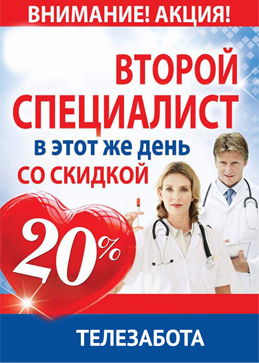 ВНИМАНИЕ! АКЦИЯ!
ВТОРОЙ
СПЕЦИАЛИСТ
в этот же день
СО СКИДКОЙ
20%
ТЕЛЕЗАБОТА